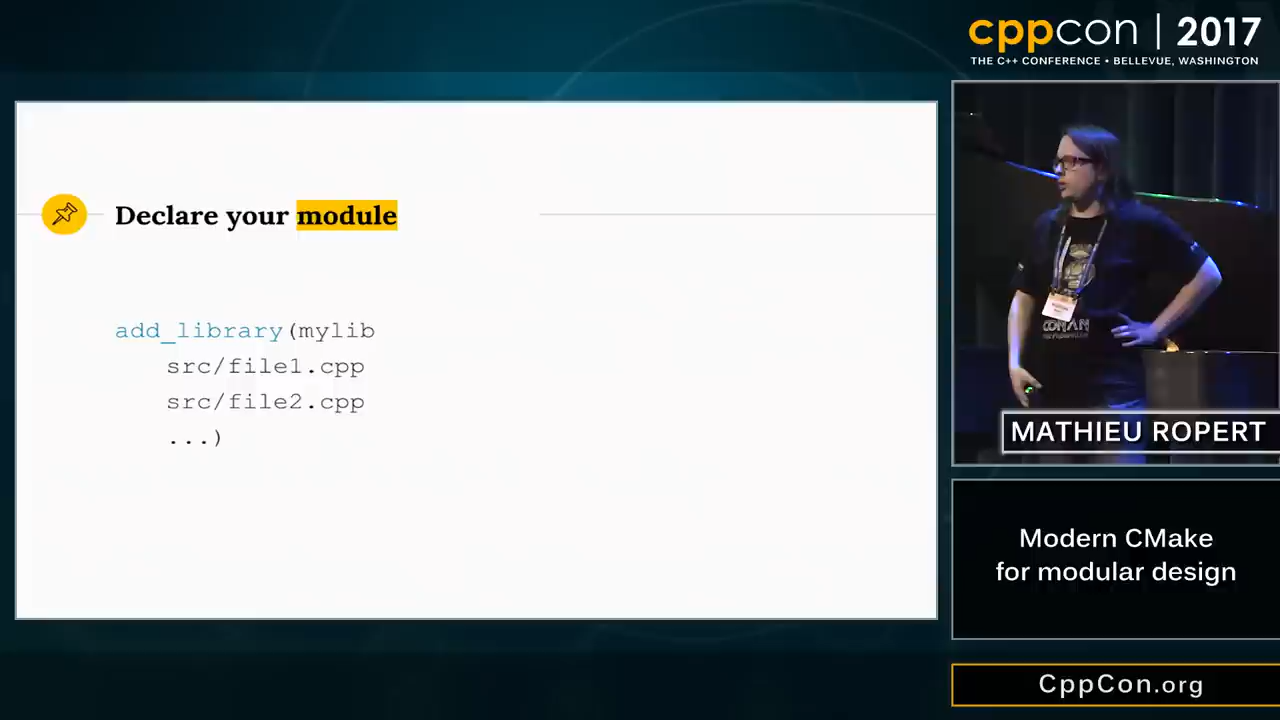 cppcon | 2017
THE C++ CONFERENCE • BELLEVUE, WASHINGTON
Declare your module
add_library(mylib
src/file1.cpp
src/file2.cpp
...)
CONAN
MATHIEU ROPERT
Modern CMake
for modular design
CppCon.org